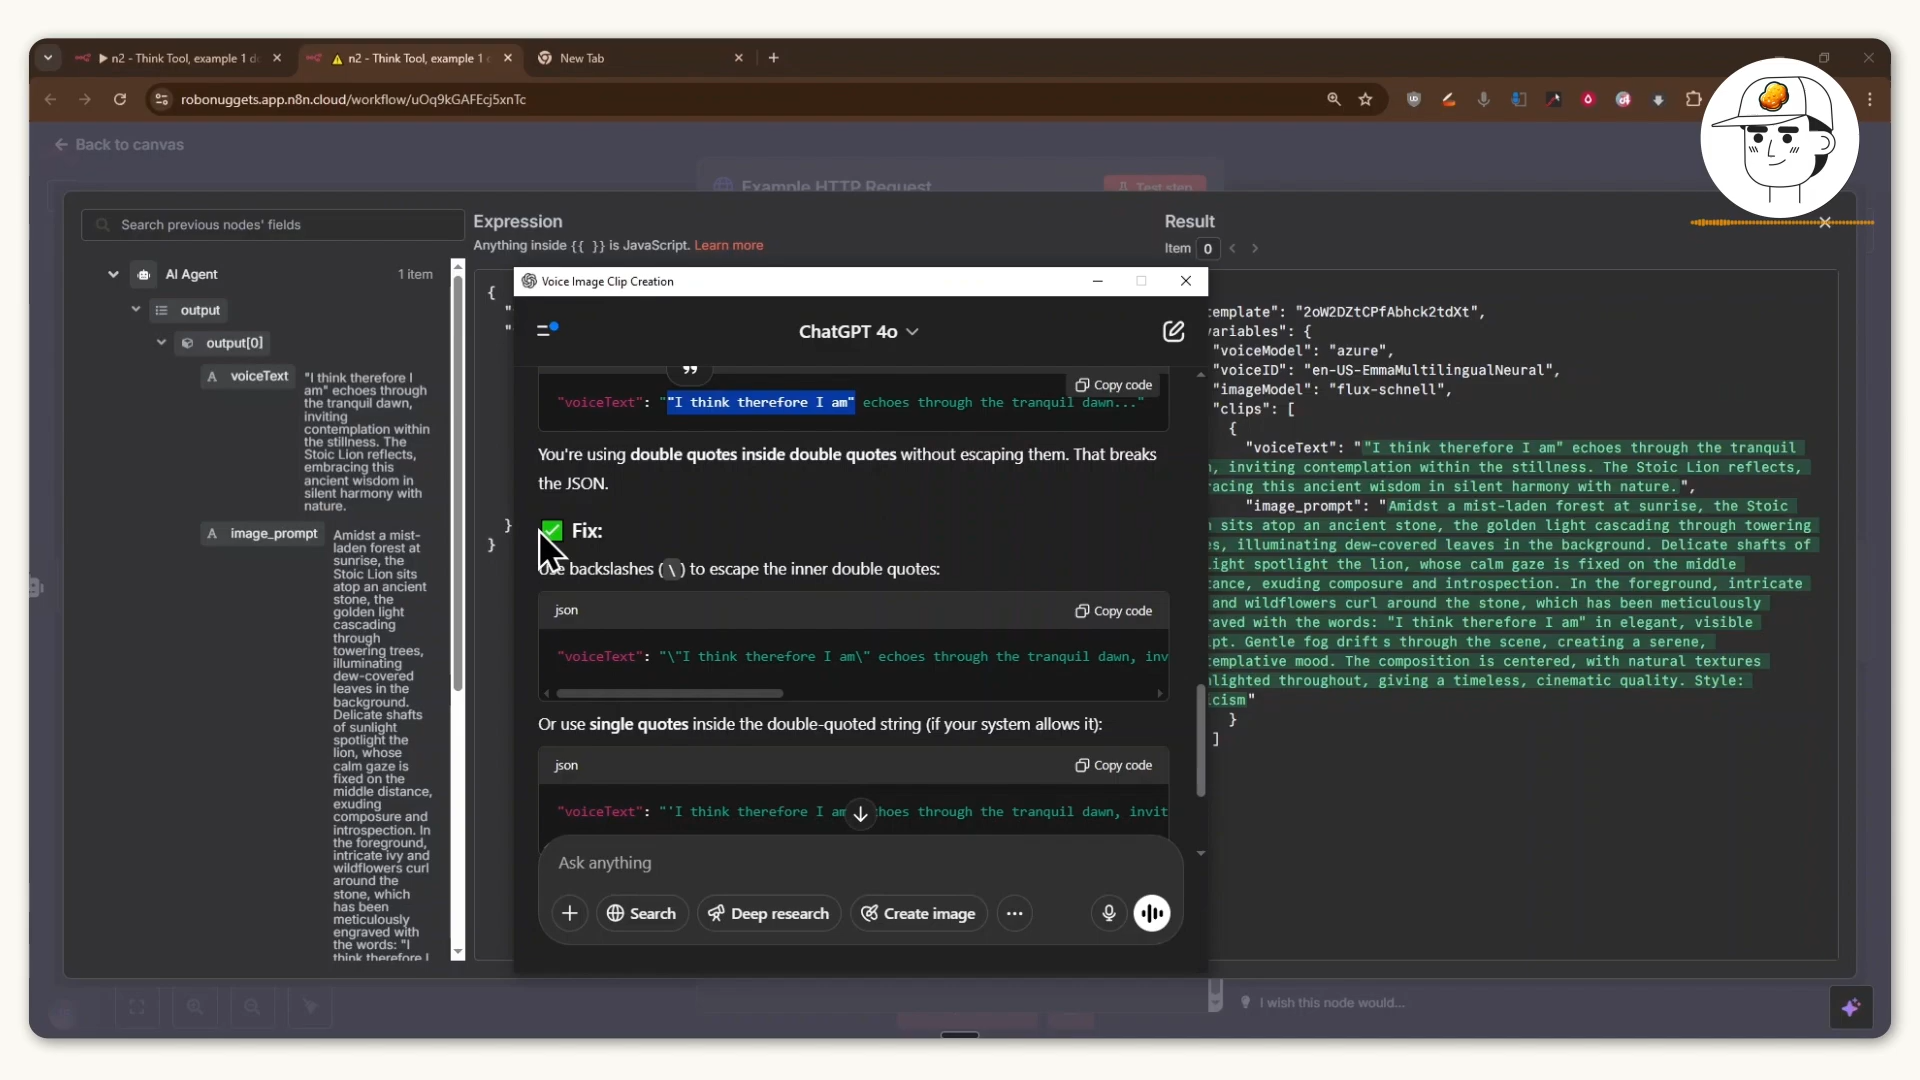 n2 - Think Tool, example 1 d
n2 - Think Tool, example 1
New Tab
robonuggets.app.n8n.cloud/workflow/uOq9kGAFEcj5xnTc
Back to canvas
Example HTTP Request
Test step
Search previous nodes' fields
Expression
Anything inside {{ }} is JavaScript. Learn more
Result
Item 0
AI Agent
1 item
output
output[0]
A voiceText
"I think therefore I
am" echoes through
the tranquil dawn,
inviting
contemplation within
the stillness. The
Stoic Lion reflects,
embracing this
ancient wisdom in
silent harmony with
nature.
A image_prompt
Amidst a mist-
laden forest at
sunrise, the
Stoic Lion sits
atop an ancient
stone, the
golden light
cascading
through
towering trees,
illuminating
dew-covered
leaves in the
background.
Delicate shafts
of sunlight
spotlight the
lion, whose
calm gaze is
fixed on the
middle distance,
exuding
composure and
introspection. In
the foreground,
intricate ivy and
wildflowers curl
around the
stone, which
has been
meticulously
engraved with
the words: "I
think therefore I
{
"
"
}
}
Voice Image Clip Creation
ChatGPT 4o
Copy code
"voiceText": ""I think therefore I am" echoes through the tranquil dawn..."
You're using double quotes inside double quotes without escaping them. That breaks
the JSON.
Fix:
backslashes (\) to escape the inner double quotes:
json
Copy code
"voiceText": "\"I think therefore I am\" echoes through the tranquil dawn, inv
Or use single quotes inside the double-quoted string (if your system allows it):
json
Copy code
"voiceText": "'I think therefore I am choes through the tranquil dawn, invit
Ask anything
Search
Deep research
Create image
emplate": "2oW2DZtCPfAbhck2tdXt",
ariables": {
"voiceModel": "azure",
"voiceID": "en-US-EmmaMultilingualNeural",
"imageModel": "flux-schnell",
"clips": [
{
"voiceText": ""I think therefore I am" echoes through the tranquil
, inviting contemplation within the stillness. The Stoic Lion reflects,
racing this ancient wisdom in silent harmony with nature.",
"image_prompt": "Amidst a mist-laden forest at sunrise, the Stoic
sits atop an ancient stone, the golden light cascading through towering
s, illuminating dew-covered leaves in the background. Delicate shafts of
ight spotlight the lion, whose calm gaze is fixed on the middle
ance, exuding composure and introspection. In the foreground, intricate
and wildflowers curl around the stone, which has been meticulously
aved with the words: "I think therefore I am" in elegant, visible
pt. Gentle fog drifts through the scene, creating a serene,
emplative mood. The composition is centered, with natural textures
lighted throughout, giving a timeless, cinematic quality. Style:
cism"
}
]
I wish this node would...